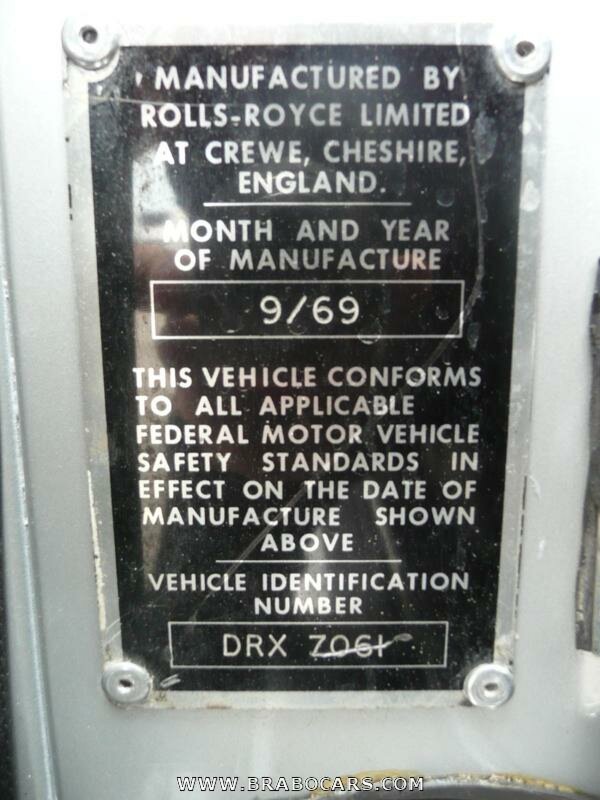 MANUFACTURED BY
ROLLS-ROYCE LIMITED
AT CREWE, CHESHIRE,
ENGLAND.
MONTH AND YEAR
OF MANUFACTURE
9/69
THIS VEHICLE CONFORMS
TO ALL APPLICABLE
FEDERAL MOTOR VEHICLE
SAFETY STANDARDS IN
EFFECT ON THE DATE OF
MANUFACTURE SHOWN
ABOVE
VEHICLE IDENTIFICATION
NUMBER
DRX 7061
WWW.BRABOCARS.COM